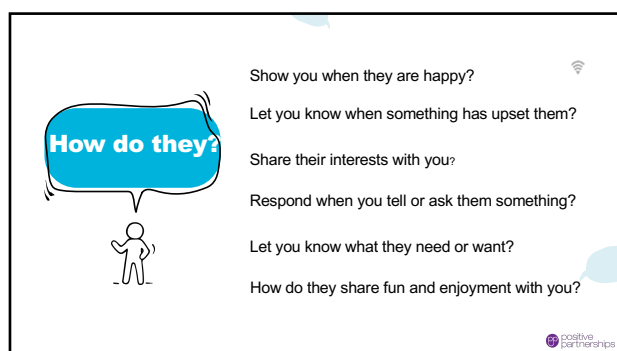 How do they?
Show you when they are happy?
Let you know when something has upset them?
Share their interests with you?
Respond when you tell or ask them something?
Let you know what they need or want?
How do they share fun and enjoyment with you?
positive
partnerships